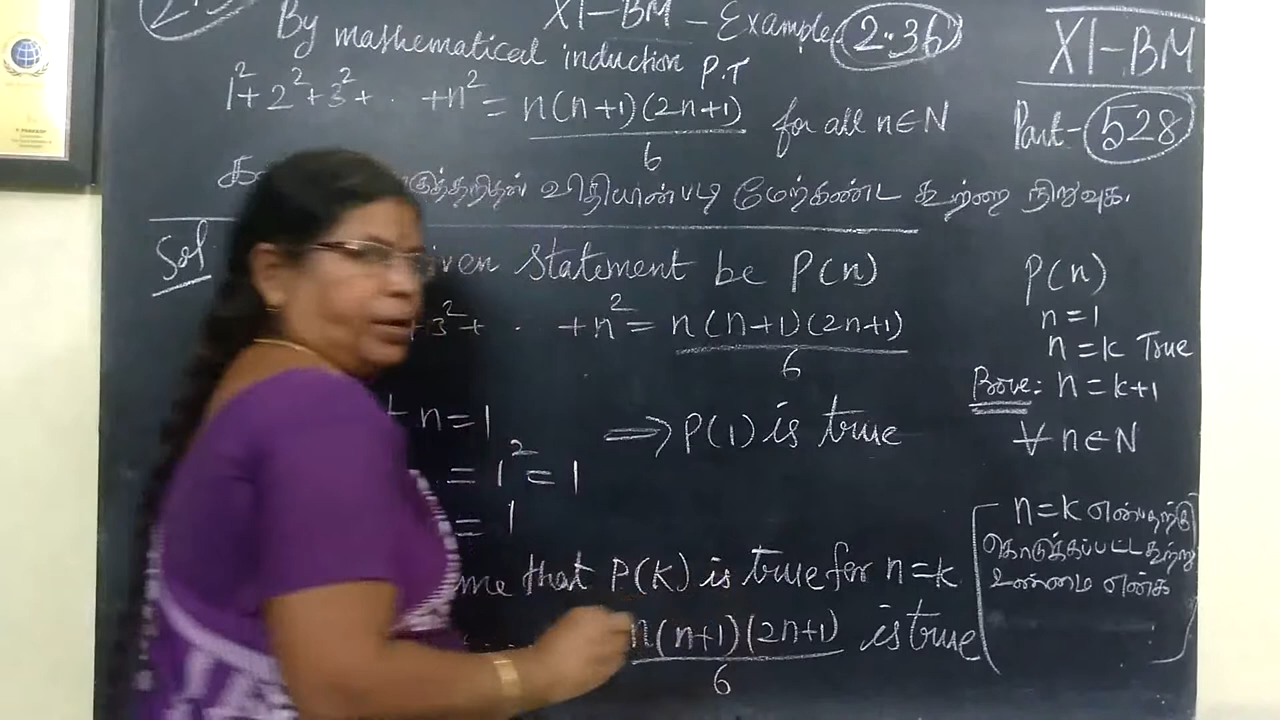 XI-BM - Example 2.36
By mathematical induction P.T
1² + 2² + 3² + . . + n² = n(n+1)(2n+1) / 6 for all n∈N
XI-BM
Part-528
விதியின்படி மேற்கண்ட கூற்றை நிறுவுக.
Sol
statement be P(n)
3² + . . + n² = n(n+1)(2n+1) / 6
n=1
= 1² = 1
= 1
⟹ P(1) is true
that P(k) is true for n=k
n(n+1)(2n+1) / 6 is true
P(n)
n=1
n=k True
Prove: n=k+1
∀ n∈N
n=k என்பதற்கு
கொடுக்கப்பட்ட கூற்று
உண்மை என்க